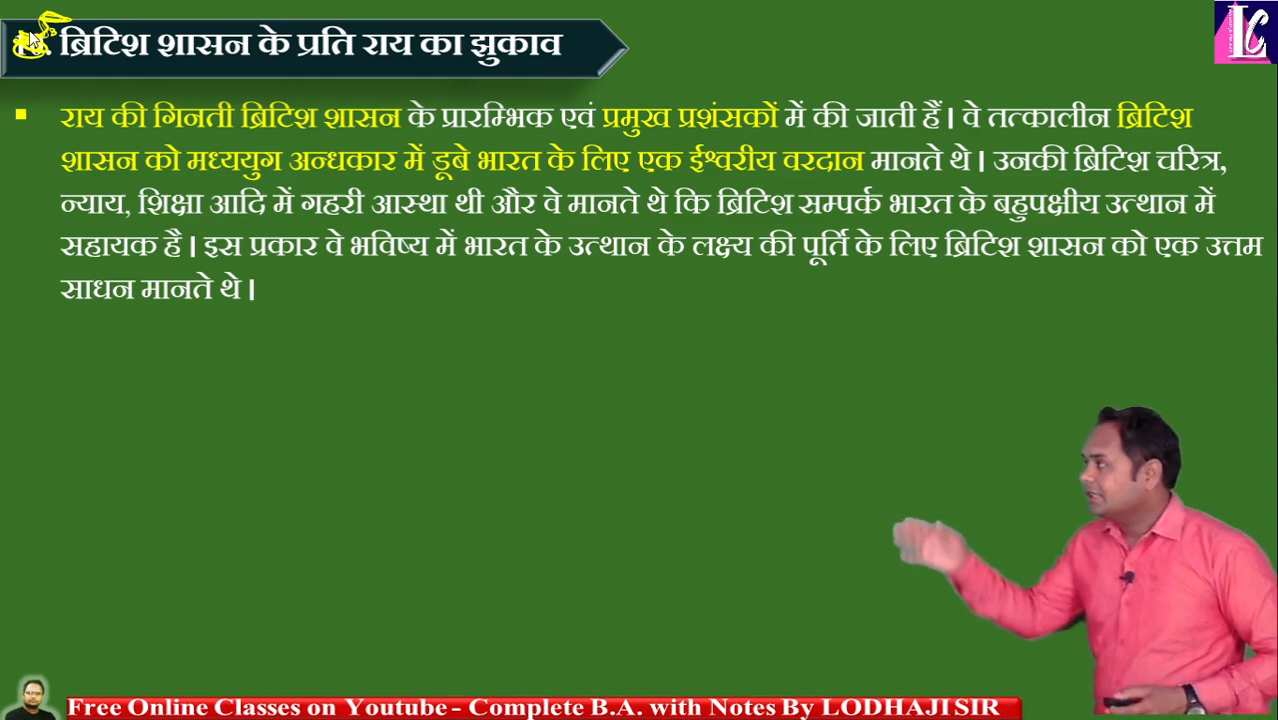 ब्रिटिश शासन के प्रति राय का झुकाव
LC
▪ राय की गिनती ब्रिटिश शासन के प्रारम्भिक एवं प्रमुख प्रशंसकों में की जाती हैं। वे तत्कालीन ब्रिटिश
शासन को मध्ययुग अन्धकार में डूबे भारत के लिए एक ईश्वरीय वरदान मानते थे। उनकी ब्रिटिश चरित्र,
न्याय, शिक्षा आदि में गहरी आस्था थी और वे मानते थे कि ब्रिटिश सम्पर्क भारत के बहुपक्षीय उत्थान में
सहायक है। इस प्रकार वे भविष्य में भारत के उत्थान के लक्ष्य की पूर्ति के लिए ब्रिटिश शासन को एक उत्तम
साधन मानते थे।
Free Online Classes on Youtube - Complete B.A. with Notes By LODHAJI SIR